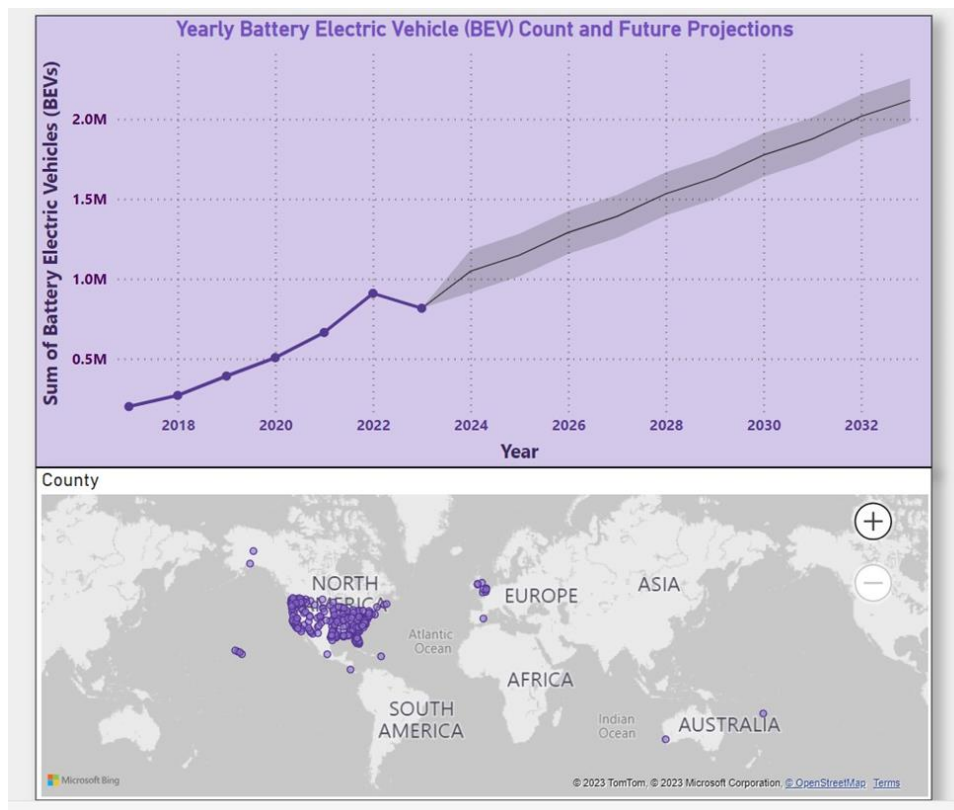 Yearly Battery Electric Vehicle (BEV) Count and Future Projections
Sum of Battery Electric Vehicles (BEVs)
2.0M
1.5M
1.0M
0.5M
2018 2020 2022 2024 2026 2028 2030 2032
Year
County
NORTH
AMERICA
EUROPE
ASIA
Atlantic
Ocean
AFRICA
SOUTH
AMERICA
Indian
Ocean
AUSTRALIA
Microsoft Bing
© 2023 TomTom, © 2023 Microsoft Corporation, © OpenStreetMap Terms